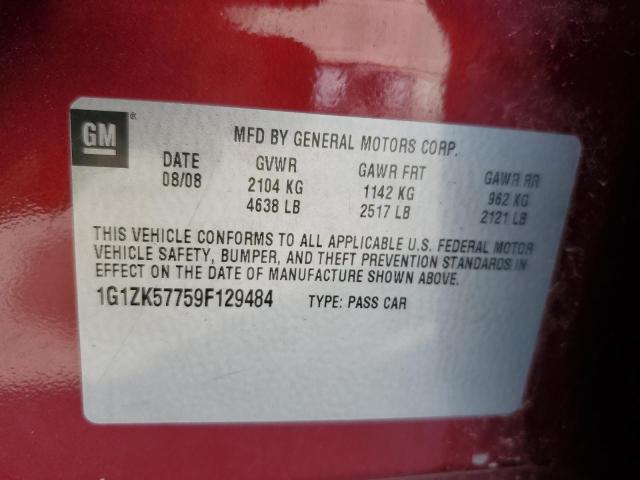 GM®
MFD BY GENERAL MOTORS CORP.
DATE GVWR GAWR FRT GAWR RR
08/08 2104 KG 1142 KG 962 KG
4638 LB 2517 LB 2121 LB
THIS VEHICLE CONFORMS TO ALL APPLICABLE U.S. FEDERAL MOTOR
VEHICLE SAFETY, BUMPER, AND THEFT PREVENTION STANDARDS IN
EFFECT ON THE DATE OF MANUFACTURE SHOWN ABOVE.
1G1ZK57759F129484 TYPE: PASS CAR